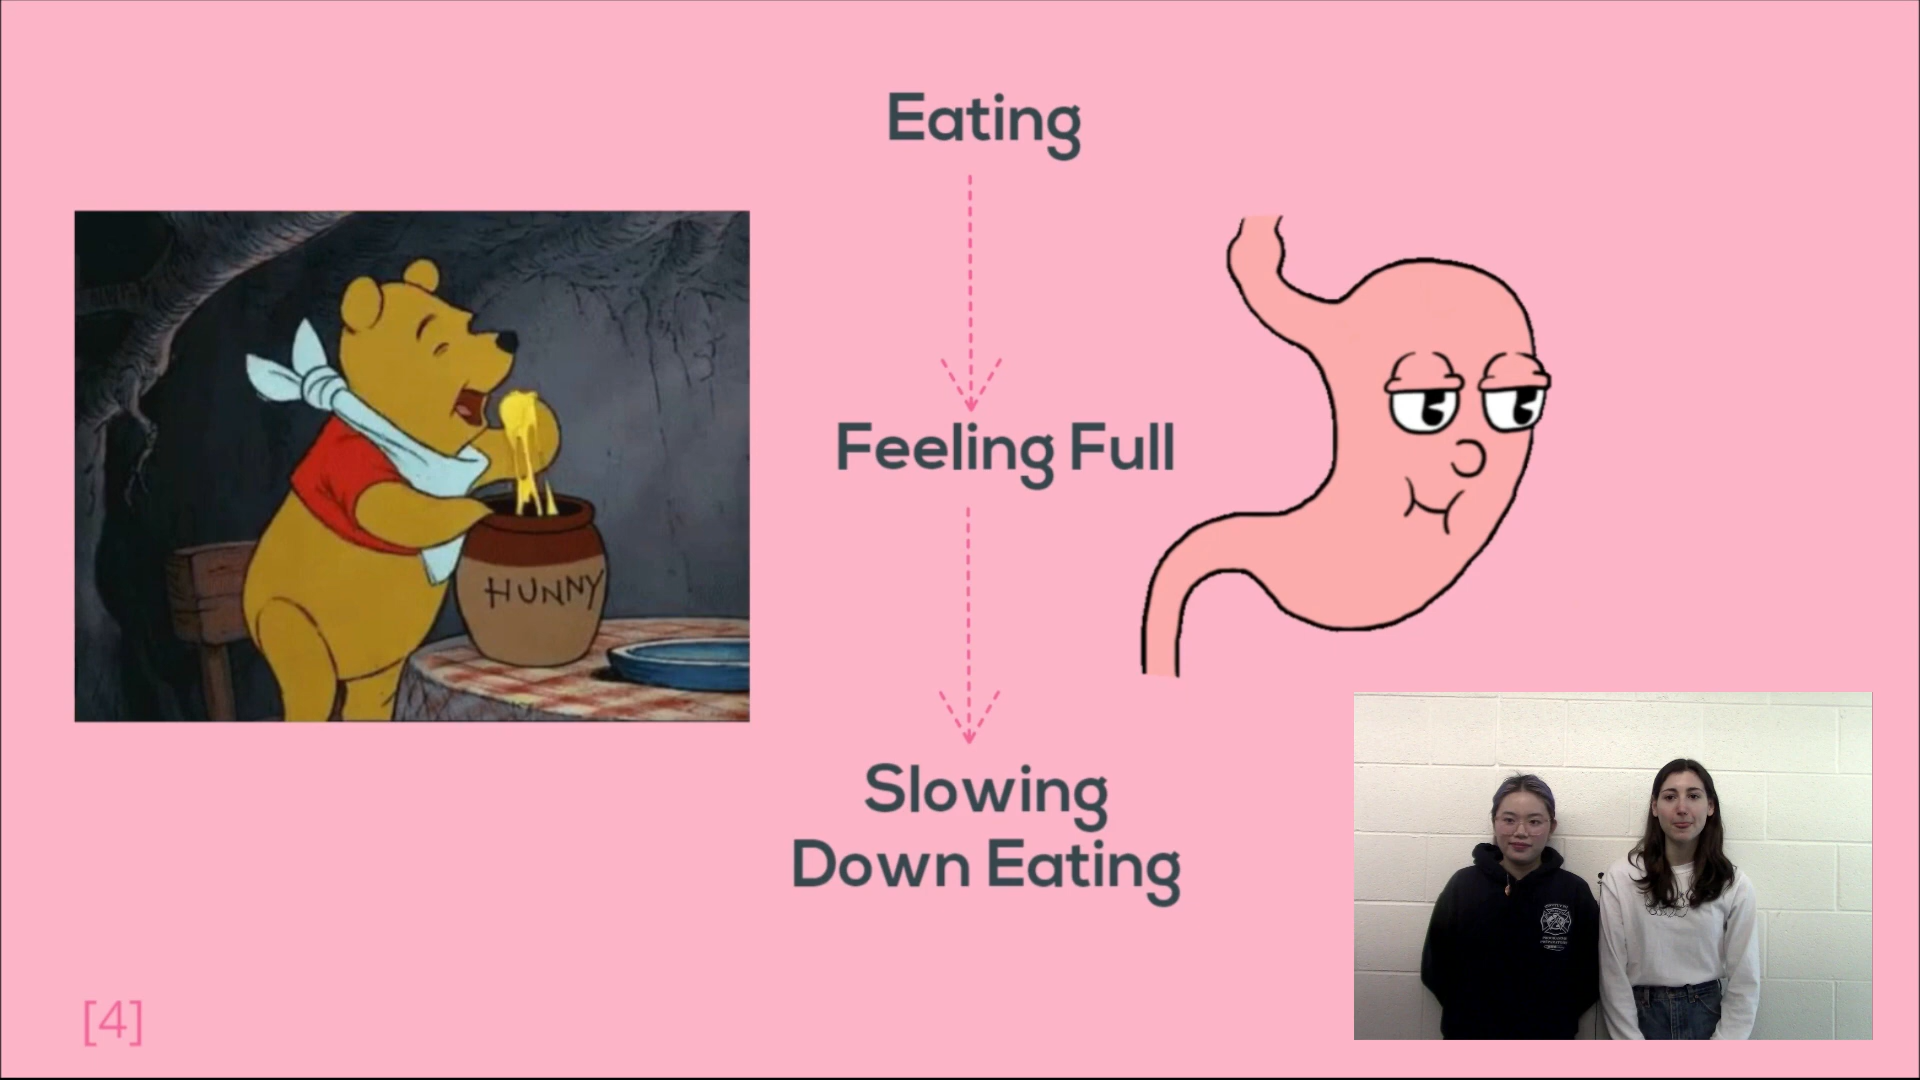 Eating
HUNNY
Feeling Full
Slowing
Down Eating
[4]